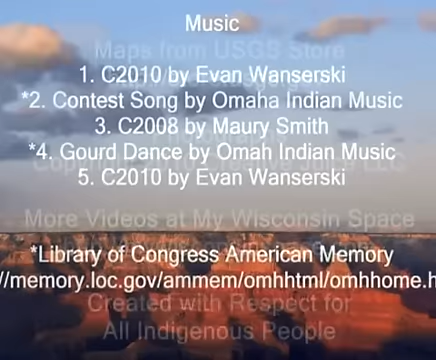 Music
Maps from USGS Store
1. C2010 by Evan Wanserski
*2. Contest Song by Omaha Indian Music
3. C2008 by Maury Smith
*4. Gourd Dance by Omah Indian Music
5. C2010 by Evan Wanserski
More Videos at My Wisconsin Space
*Library of Congress American Memory
//memory.loc.gov/ammem/omhhtml/omhhome.h
Created with Respect for
All Indigenous People